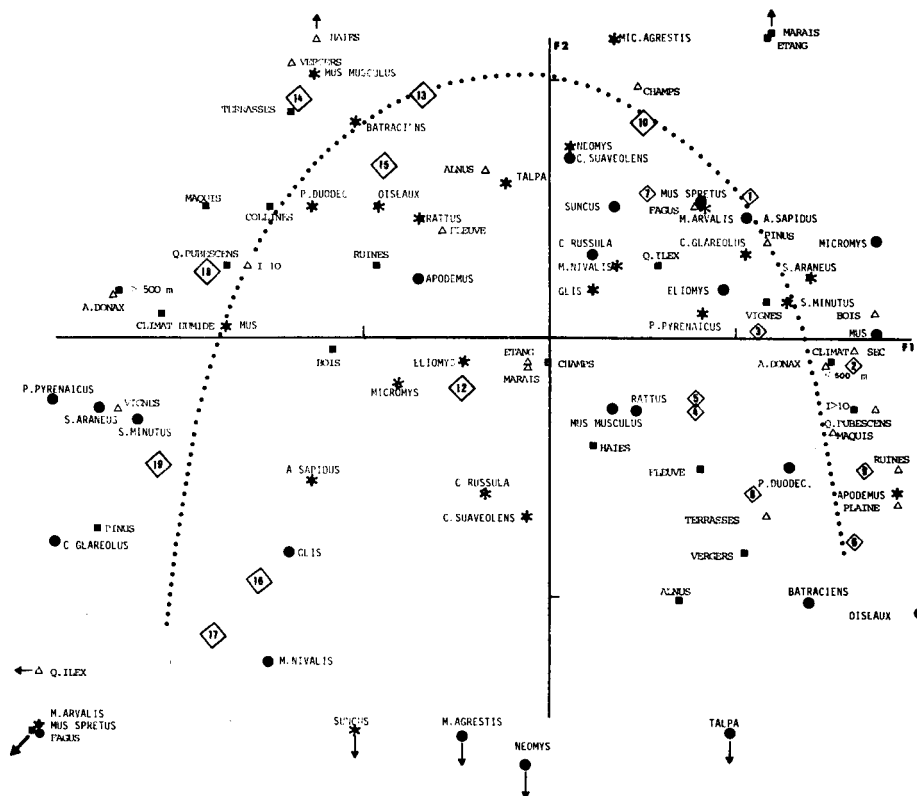 HAIES
VERGERS
MUS MUSCULUS
14
TERRASSES
13
BATRACIENS
15
F2
MIC.AGRESTIS
MARAIS
ETANG
CHAMPS
10
NEOMYS
C.SUAVEOLENS
ALNUS
TALPA
MAQUIS
COLLINES
P.DUODEC.
OISEAUX
RATTUS
FLEUVE
7
MUS SPRETUS
1
SUNCUS
FAGUS
M.ARVALIS
A.SAPIDUS
PINUS
MICROMYS
Q.PUBESCENS
18
I>10
RUINES
APODEMUS
C RUSSULA
C.GLAREOLUS
M.NIVALIS
Q.ILEX
S.ARANEUS
> 500 m
A.DONAX
CLIMAT HUMIDE
MUS
GLIS
ELIOMYS
S.MINUTUS
VIGNES
BOIS
P.PYRENAICUS
3
MUS
F1
BOIS
ELIOMYS
ETANG
MARAIS
CHAMPS
MICROMYS
12
A.DONAX
CLIMAT SEC
< 500 m
2
P.PYRENAICUS
S.ARANEUS
VIGNES
S.MINUTUS
RATTUS
MUS MUSCULUS
5
4
I>10
Q.PUBESCENS
MAQUIS
HAIES
19
A SAPIDUS
C RUSSULA
C.SUAVEOLENS
FLEUVE
P.DUODEC.
8
RUINES
APODEMUS
PLAINE
TERRASSES
PINUS
C GLAREOLUS
GLIS
VERGERS
6
16
ALNUS
BATRACIENS
OISEAUX
17
M.NIVALIS
Q.ILEX
M.ARVALIS
MUS SPRETUS
FAGUS
SUNCUS
M.AGRESTIS
NEOMYS
TALPA